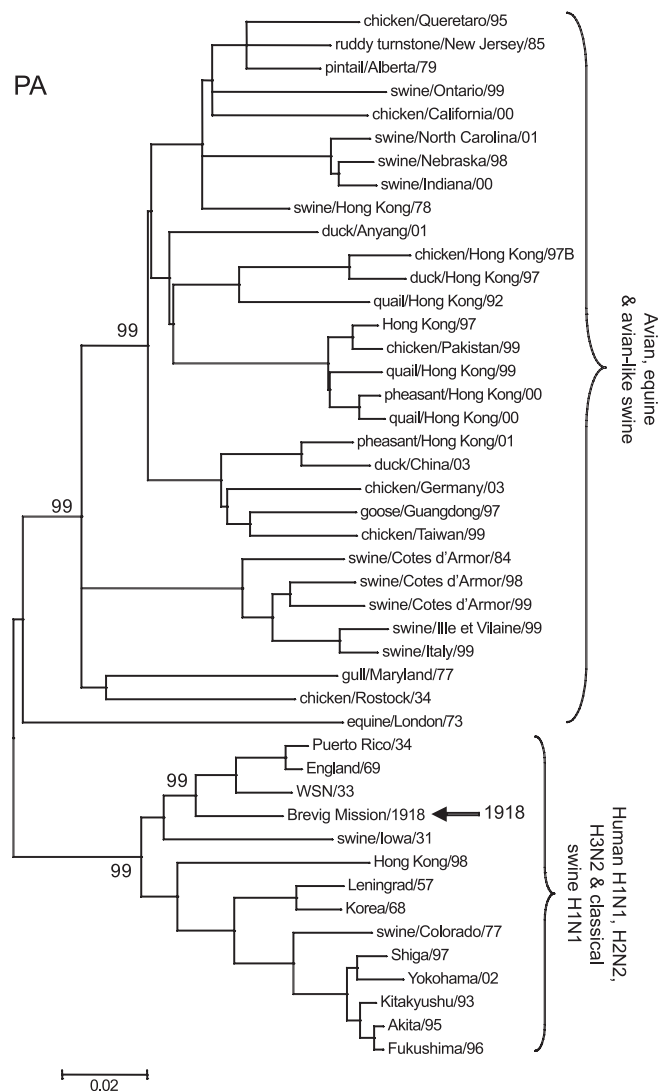 PA
chicken/Queretaro/95
ruddy turnstone/New Jersey/85
pintail/Alberta/79
swine/Ontario/99
chicken/California/00
swine/North Carolina/01
swine/Nebraska/98
swine/Indiana/00
swine/Hong Kong/78
duck/Anyang/01
chicken/Hong Kong/97B
duck/Hong Kong/97
quail/Hong Kong/92
Hong Kong/97
99
chicken/Pakistan/99
quail/Hong Kong/99
pheasant/Hong Kong/00
quail/Hong Kong/00
pheasant/Hong Kong/01
duck/China/03
chicken/Germany/03
99
goose/Guangdong/97
chicken/Taiwan/99
swine/Cotes d'Armor/84
swine/Cotes d'Armor/98
swine/Cotes d'Armor/99
swine/Ille et Vilaine/99
swine/Italy/99
gull/Maryland/77
chicken/Rostock/34
equine/London/73
Avian, equine
& avian-like swine
Puerto Rico/34
England/69
99
WSN/33
Brevig Mission/1918
1918
swine/Iowa/31
99
Hong Kong/98
Leningrad/57
Korea/68
swine/Colorado/77
Shiga/97
Yokohama/02
Kitakyushu/93
Akita/95
Fukushima/96
Human H1N1, H2N2,
H3N2 & classical
swine H1N1
0.02